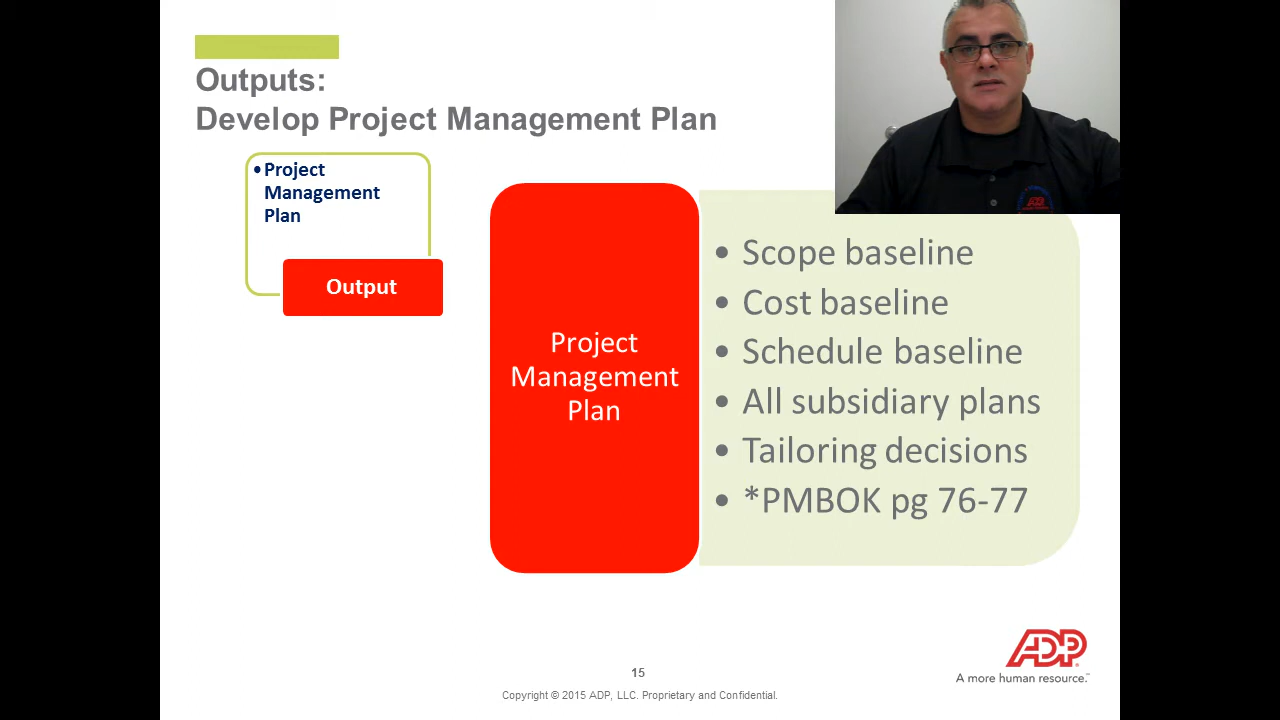 Outputs:
Develop Project Management Plan
• Project
Management
Plan
Output
Project
Management
Plan
• Scope baseline
• Cost baseline
• Schedule baseline
• All subsidiary plans
• Tailoring decisions
• *PMBOK pg 76-77
ADP
ADP
A more human resource.™
15
Copyright © 2015 ADP, LLC. Proprietary and Confidential.